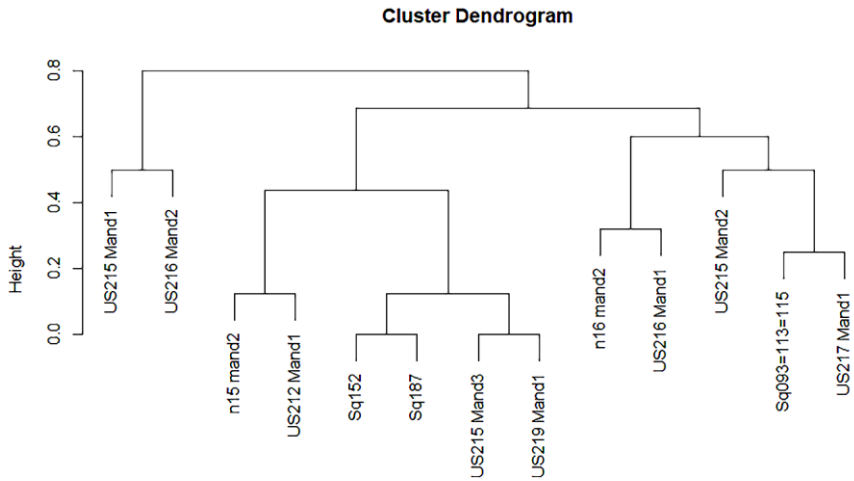 Cluster Dendrogram
Height
0.8
0.6
0.4
0.2
0.0
US215 Mand1
US216 Mand2
n15 mand2
US212 Mand1
Sq152
Sq187
US215 Mand3
US219 Mand1
n16 mand2
US216 Mand1
US215 Mand2
Sq093=113=115
US217 Mand1